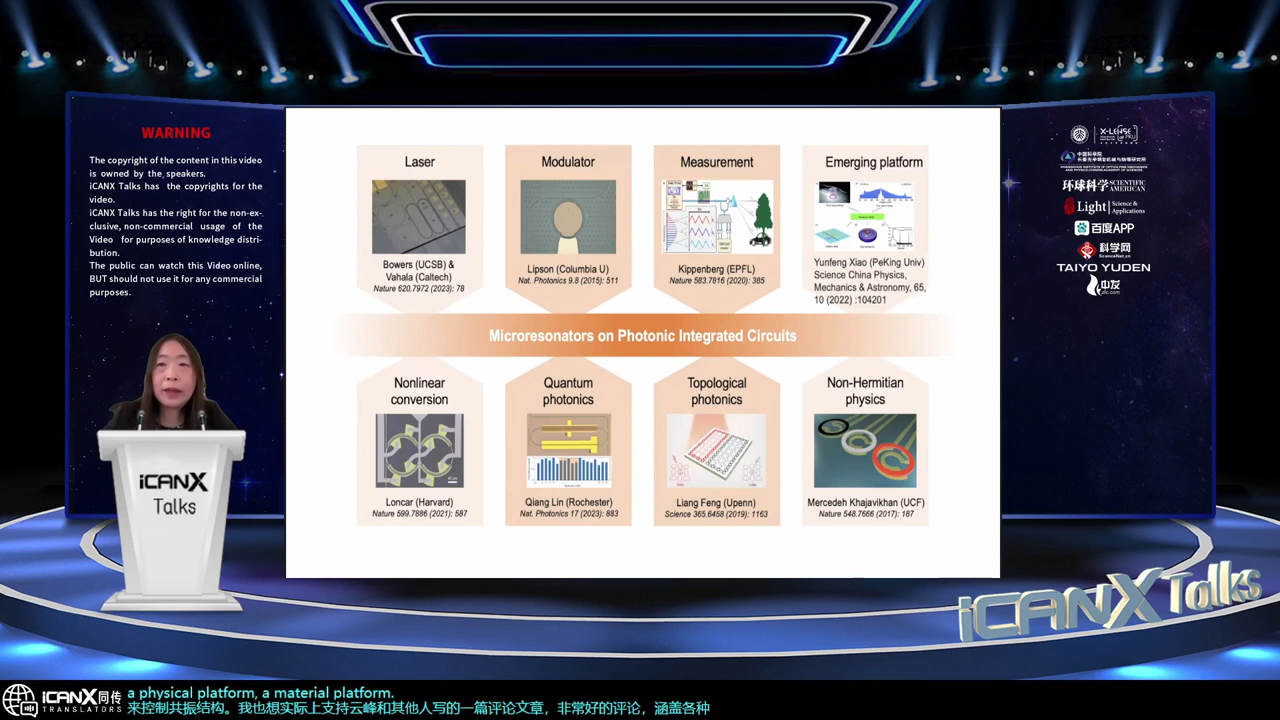 WARNING
The copyright of the content in this video
is owned by the speakers.
iCANX Talks has the copyrights for the
video.
iCANX Talks has the right for the non-ex-
clusive, non-commercial usage of the
Video for purposes of knowledge distri-
bution.
The public can watch this Video online,
BUT should not use it for any commercial
purposes.
iCANX
Talks
Laser
Bowers (UCSB) &
Vahala (Caltech)
Nature 620.7972 (2023): 78
Modulator
Lipson (Columbia U)
Nat. Photonics 9.8 (2015): 511
Measurement
Kippenberg (EPFL)
Nature 583.7816 (2020): 385
Emerging platform
Yunfeng Xiao (PeKing Univ)
Science China Physics,
Mechanics & Astronomy, 65,
10 (2022) :104201
Microresonators on Photonic Integrated Circuits
Nonlinear
conversion
Loncar (Harvard)
Nature 599.7886 (2021): 587
Quantum
photonics
Qiang Lin (Rochester)
Nat. Photonics 17 (2023): 883
Topological
photonics
Liang Feng (Upenn)
Science 365.6458 (2019): 1163
Non-Hermitian
physics
Mercedeh Khajavikhan (UCF)
Nature 548.7666 (2017): 187
X-LENSE
环球科学 SCIENTIFIC AMERICAN
Light Science & Applications
百度APP
科学网
ScienceNet.cn
TAIYO YUDEN
iCANX Talks
iCANX同传
TRANSLATORS
a physical platform, a material platform.
来控制共振结构。我也想实际上支持云峰和其他人写的一篇评论文章，非常好的评论，涵盖各种